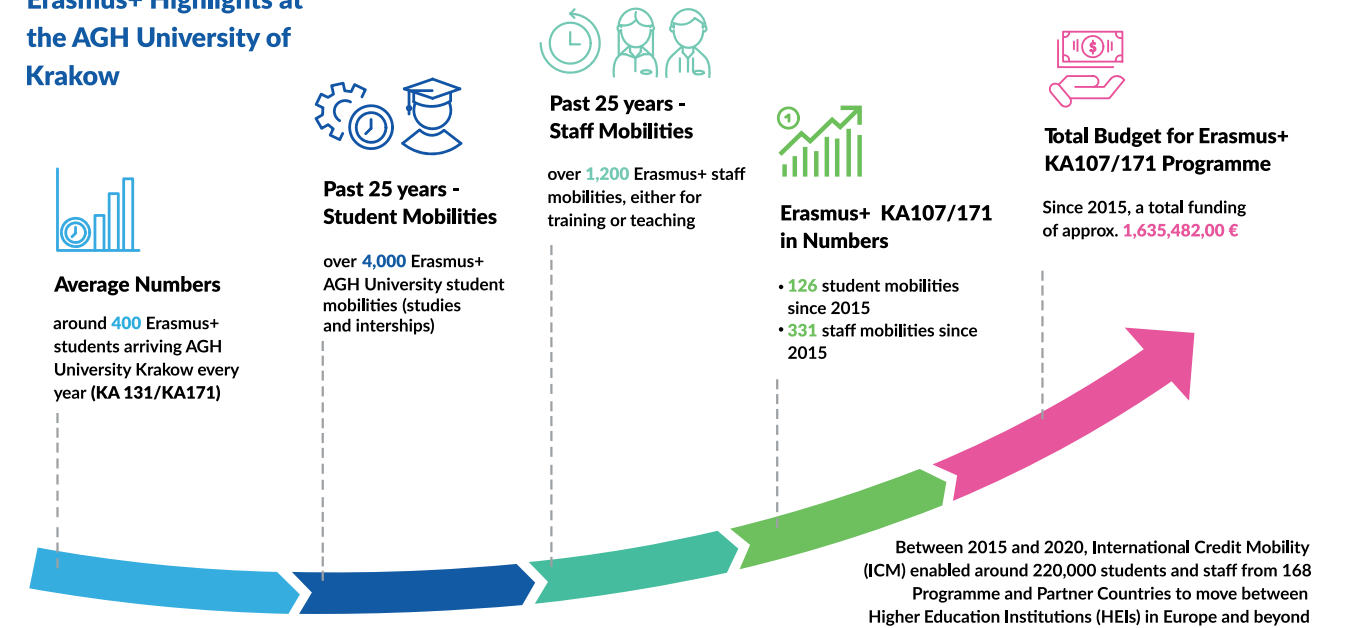 Erasmus+ Highlights at
the AGH University of
Krakow
Average Numbers
around 400 Erasmus+
students arriving AGH
University Krakow every
year (KA 131/KA171)
Past 25 years -
Student Mobilities
over 4,000 Erasmus+
AGH University student
mobilities (studies
and interships)
Past 25 years -
Staff Mobilities
over 1,200 Erasmus+ staff
mobilities, either for
training or teaching
1
Erasmus+ KA107/171
in Numbers
• 126 student mobilities
since 2015
• 331 staff mobilities since
2015
$
Total Budget for Erasmus+
KA107/171 Programme
Since 2015, a total funding
of approx. 1,635,482,00 €
Between 2015 and 2020, International Credit Mobility
(ICM) enabled around 220,000 students and staff from 168
Programme and Partner Countries to move between
Higher Education Institutions (HEIs) in Europe and beyond